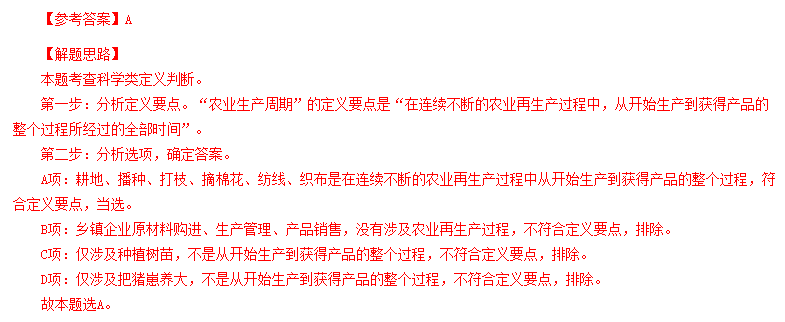 【参考答案】A
【解题思路】
本题考查科学类定义判断。
第一步：分析定义要点。“农业生产周期”的定义要点是“在连续不断的农业再生产过程中，从开始生产到获得产品的
整个过程所经过的全部时间”。
第二步：分析选项，确定答案。
A项：耕地、播种、打枝、摘棉花、纺线、织布是在连续不断的农业再生产过程中从开始生产到获得产品的整个过程，符
合定义要点，当选。
B项：乡镇企业原材料购进、生产管理、产品销售，没有涉及农业再生产过程，不符合定义要点，排除。
C项：仅涉及种植树苗，不是从开始生产到获得产品的整个过程，不符合定义要点，排除。
D项：仅涉及把猪崽养大，不是从开始生产到获得产品的整个过程，不符合定义要点，排除。
故本题选A。